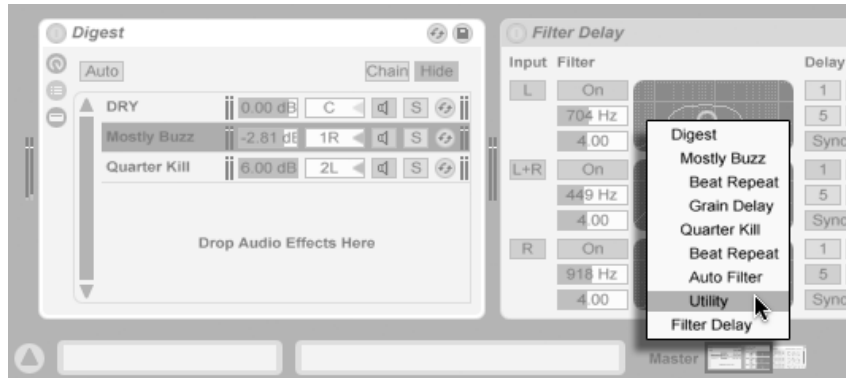 Digest
Filter Delay
Auto
Chain Hide
DRY 0.00 dB C S
Mostly Buzz -2.81 dB 1R S
Quarter Kill 6.00 dB 2L S
Drop Audio Effects Here
Input Filter Delay
L On 1
704 Hz 5
4.00 Sync
L+R On 1
449 Hz 5
4.00 Sync
R On 1
918 Hz 5
4.00 Sync
Digest
Mostly Buzz
Beat Repeat
Grain Delay
Quarter Kill
Beat Repeat
Auto Filter
Utility
Filter Delay
Master